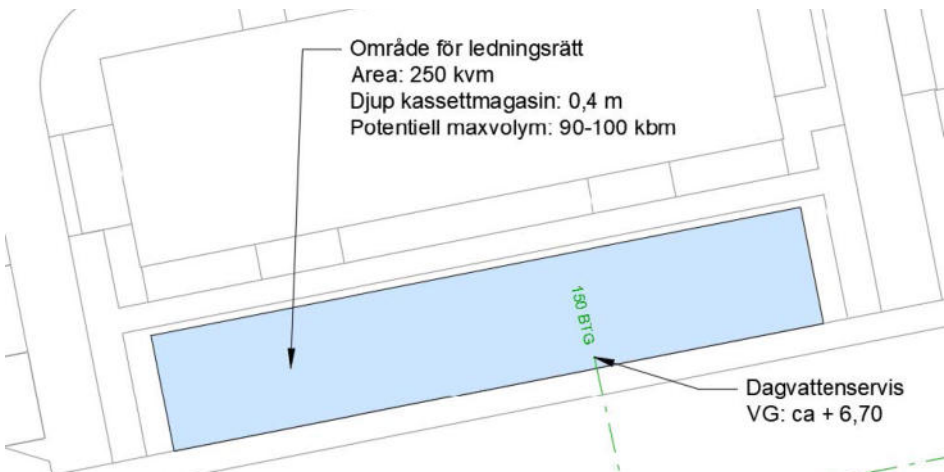 Område för ledningsrätt
Area: 250 kvm
Djup kassettmagasin: 0,4 m
Potentiell maxvolym: 90-100 kbm
150 BTG
Dagvattenservis
VG: ca + 6,70